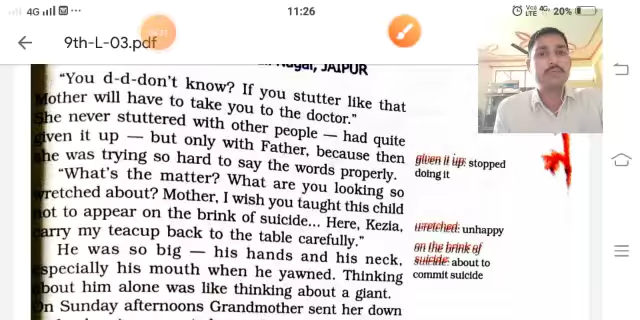 4G
11:26
4G
LTE
20%
9th-L-03.pdf
JAIPUR
"You d-d-don't know? If you stutter like that
Mother will have to take you to the doctor."
She never stuttered with other people — had quite
given it up — but only with Father, because then
she was trying so hard to say the words properly.
"What's the matter? What are you looking so
wretched about? Mother, I wish you taught this child
not to appear on the brink of suicide... Here, Kezia,
carry my teacup back to the table carefully."
He was so big — his hands and his neck,
especially his mouth when he yawned. Thinking
about him alone was like thinking about a giant.
On Sunday afternoons Grandmother sent her down
given it up: stopped
doing it
wretched: unhappy
on the brink of
suicide: about to
commit suicide